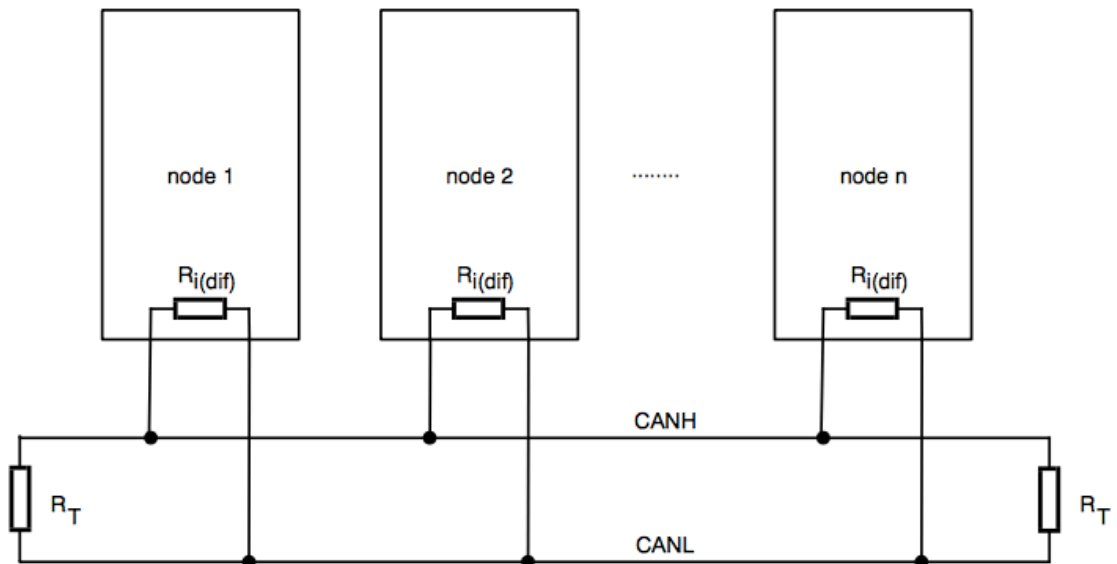 node 1
node 2
........
node n
Ri(dif)
Ri(dif)
Ri(dif)
CANH
RT
RT
CANL